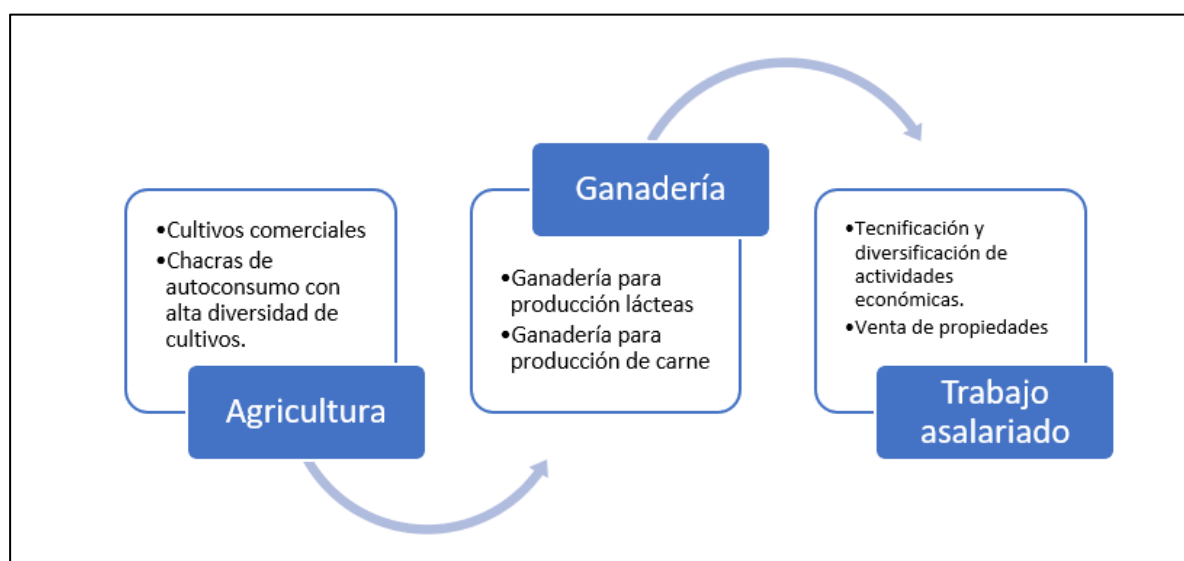 •Cultivos comerciales
•Chacras de
autoconsumo con
alta diversidad de
cultivos.
Agricultura
Ganadería
•Ganadería para
producción lácteas
•Ganadería para
producción de carne
•Tecnificación y
diversificación de
actividades
económicas.
•Venta de propiedades
Trabajo
asalariado